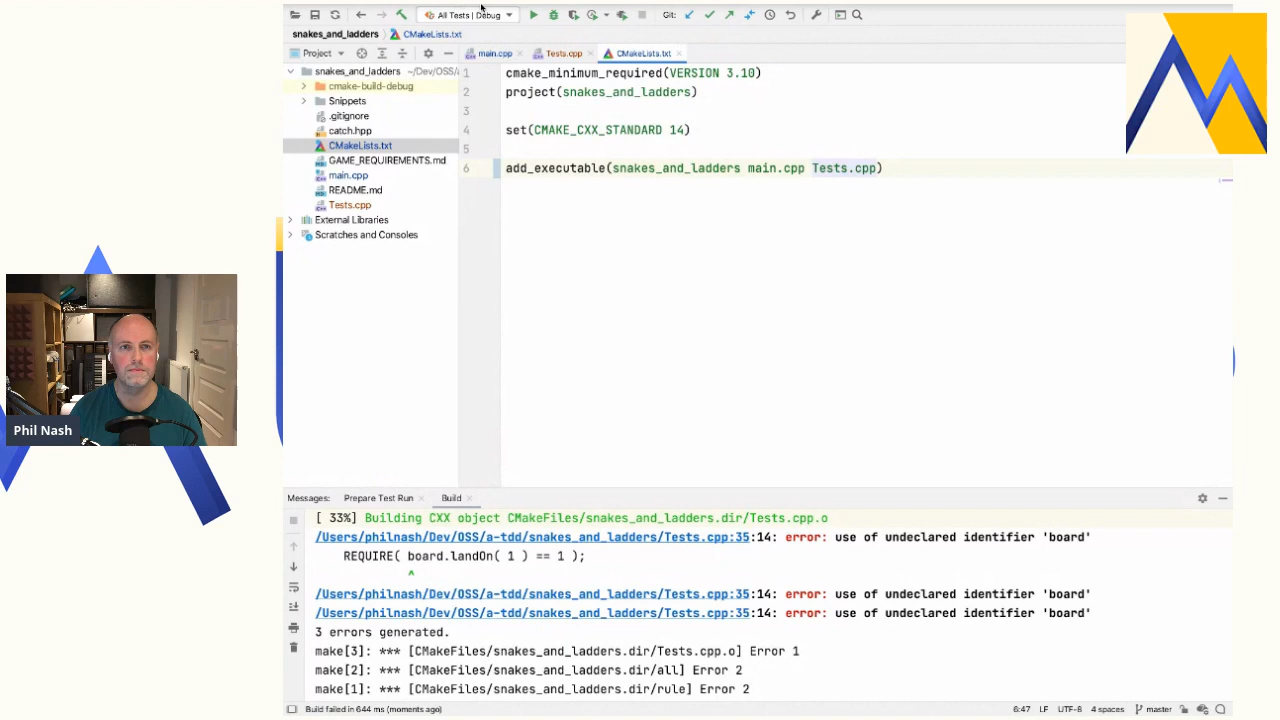 All Tests | Debug
Git:
snakes_and_ladders
CMakeLists.txt
Project
main.cpp
Tests.cpp
CMakeLists.txt
snakes_and_ladders ~/Dev/OSS/
cmake-build-debug
Snippets
.gitignore
catch.hpp
CMakeLists.txt
GAME_REQUIREMENTS.md
main.cpp
README.md
Tests.cpp
External Libraries
Scratches and Consoles
1 cmake_minimum_required(VERSION 3.10)
2 project(snakes_and_ladders)
3
4 set(CMAKE_CXX_STANDARD 14)
5
6 add_executable(snakes_and_ladders main.cpp Tests.cpp)
Phil Nash
Messages: Prepare Test Run Build
[ 33%] Building CXX object CMakeFiles/snakes_and_ladders.dir/Tests.cpp.o
/Users/philnash/Dev/OSS/a-tdd/snakes_and_ladders/Tests.cpp:35:14: error: use of undeclared identifier 'board'
REQUIRE( board.landOn( 1 ) == 1 );
^
/Users/philnash/Dev/OSS/a-tdd/snakes_and_ladders/Tests.cpp:35:14: error: use of undeclared identifier 'board'
/Users/philnash/Dev/OSS/a-tdd/snakes_and_ladders/Tests.cpp:35:14: error: use of undeclared identifier 'board'
3 errors generated.
make[3]: *** [CMakeFiles/snakes_and_ladders.dir/Tests.cpp.o] Error 1
make[2]: *** [CMakeFiles/snakes_and_ladders.dir/all] Error 2
make[1]: *** [CMakeFiles/snakes_and_ladders.dir/rule] Error 2
Build failed in 644 ms (moments ago)
6:47 LF UTF-8 4 spaces master